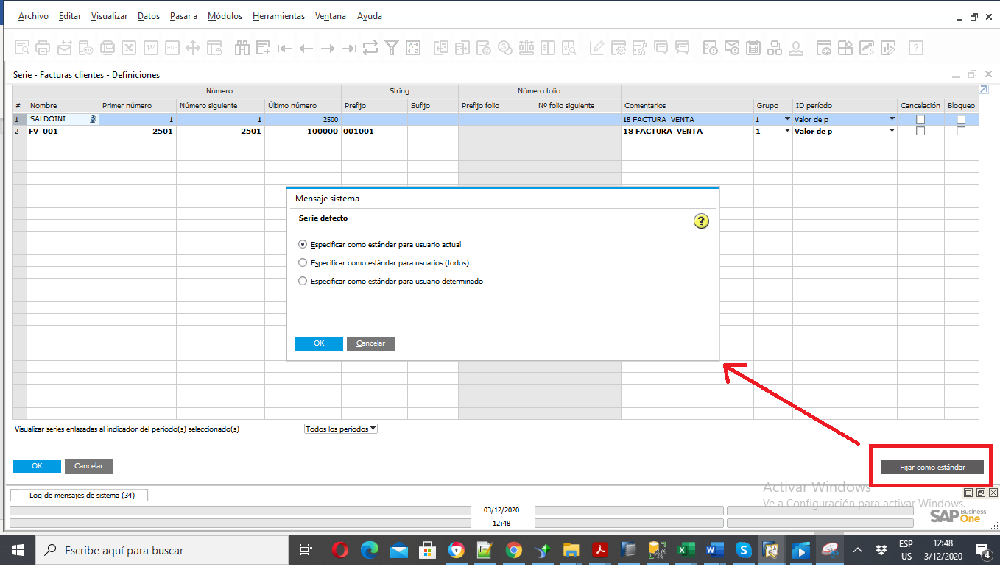 Archivo Editar Visualizar Datos Pasar a Módulos Herramientas Ventana Ayuda
Serie - Facturas clientes - Definiciones
Número String Número folio
# Nombre Primer número Número siguiente Último número Prefijo Sufijo Prefijo folio Nº folio siguiente Comentarios Grupo ID período Cancelación Bloqueo
1 SALDOINI 1 1 2500 18 FACTURA VENTA 1 Valor de p
2 FV_001 2501 2501 100000 001001 18 FACTURA VENTA 1 Valor de p
Mensaje sistema
Serie defecto
Especificar como estándar para usuario actual
Especificar como estándar para usuarios (todos)
Especificar como estándar para usuario determinado
OK Cancelar
Visualizar series enlazadas al indicador del período(s) seleccionado(s) Todos los períodos
OK Cancelar Fijar como estándar
Activar Windows
Ve a Configuración para activar Windows.
Log de mensajes de sistema (34)
03/12/2020
12:48
SAP Business One
Escribe aquí para buscar
ESP
US
12:48
3/12/2020
4